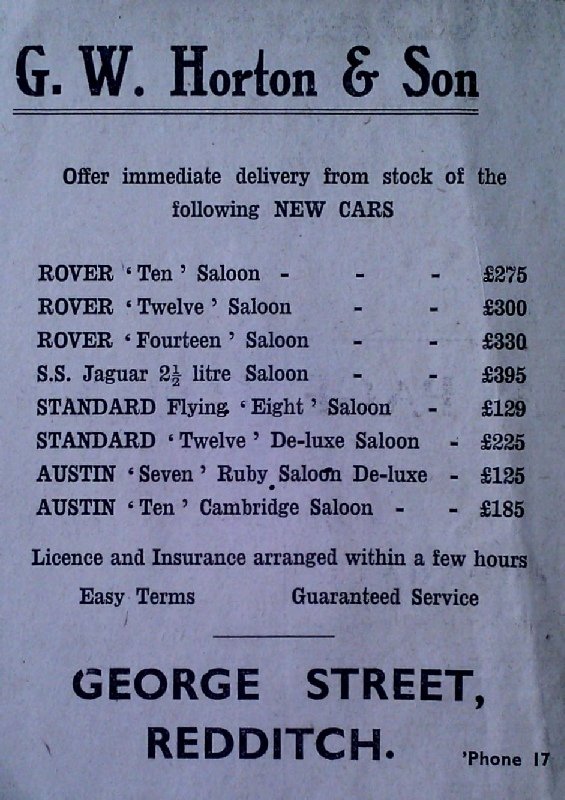 G. W. Horton & Son
Offer immediate delivery from stock of the
following NEW CARS
ROVER ‘ Ten ’ Saloon - - - £275
ROVER ‘ Twelve ’ Saloon - - £300
ROVER ‘ Fourteen ’ Saloon - - £330
S.S. Jaguar 2½ litre Saloon - - £395
STANDARD Flying ‘ Eight ’ Saloon - £129
STANDARD ‘ Twelve ’ De-luxe Saloon - £225
AUSTIN ‘ Seven ’ Ruby Saloon De-luxe - £125
AUSTIN ‘ Ten ’ Cambridge Saloon - - £185
Licence and Insurance arranged within a few hours
Easy Terms Guaranteed Service
GEORGE STREET,
REDDITCH.
'Phone 17